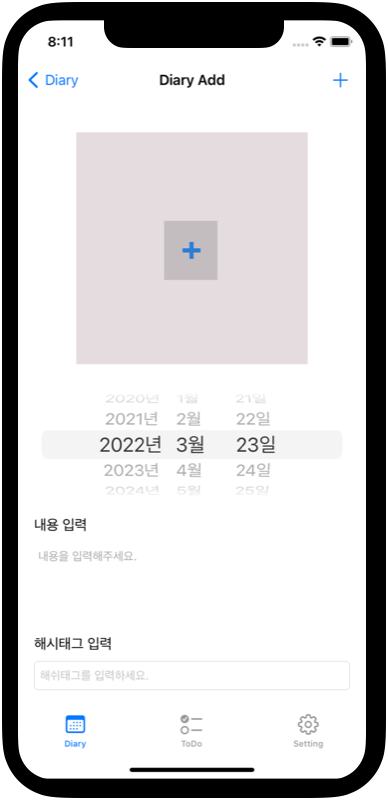 8:11
Diary
Diary Add
2020년 1월 21일
2021년 2월 22일
2022년 3월 23일
2023년 4월 24일
2024년 5월 25일
내용 입력
내용을 입력해주세요.
해시태그 입력
해쉬태그를 입력하세요.
Diary ToDo Setting